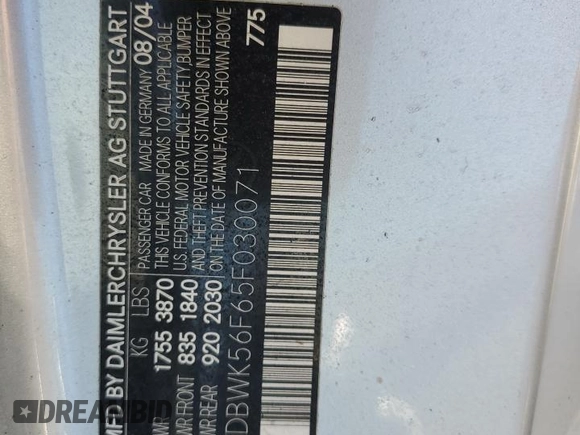 MFD BY DAIMLERCHRYSLER AG STUTTGART
KG LBS PASSENGER CAR MADE IN GERMANY 08/04
1755 3870 THIS VEHICLE CONFORMS TO ALL APPLICABLE
WR FRONT 835 1840 U.S. FEDERAL MOTOR VEHICLE SAFETY,BUMPER
WR REAR 920 2030 AND THEFT PREVENTION STANDARDS IN EFFECT
ON THE DATE OF MANUFACTURE SHOWN ABOVE
DBWK56F65F030071
775
DREAMBID